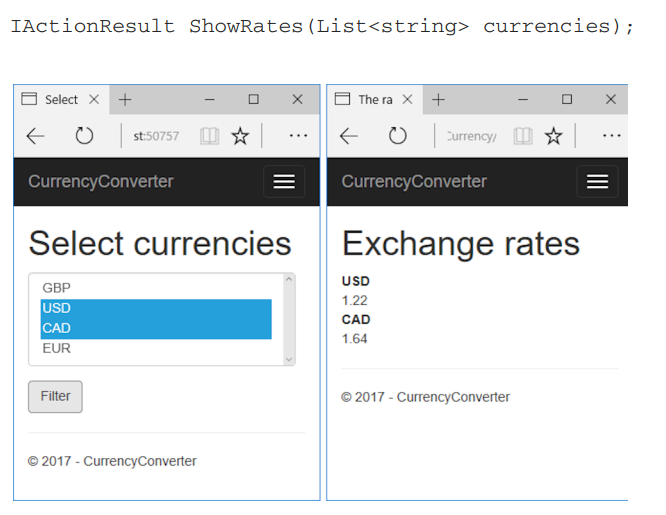 IActionResult ShowRates(List<string> currencies);
Select
st:50757
CurrencyConverter
Select currencies
GBP
USD
CAD
EUR
Filter
© 2017 - CurrencyConverter
The ra
Currency/
CurrencyConverter
Exchange rates
USD
1.22
CAD
1.64
© 2017 - CurrencyConverter